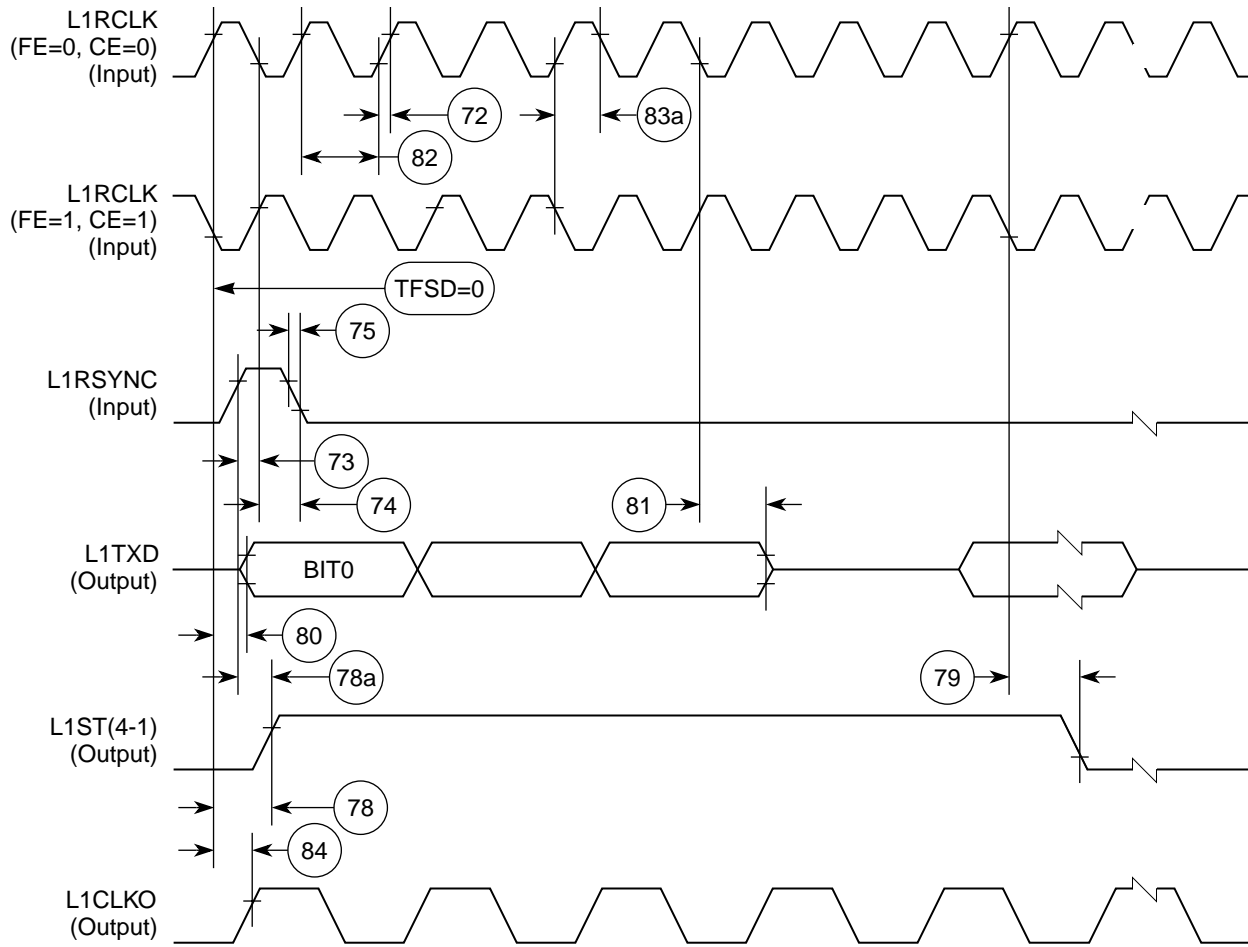 L1RCLK
(FE=0, CE=0)
(Input)
72
83a
82
L1RCLK
(FE=1, CE=1)
(Input)
TFSD=0
75
L1RSYNC
(Input)
73
74
81
L1TXD
(Output)
BIT0
80
78a
79
L1ST(4-1)
(Output)
78
84
L1CLKO
(Output)